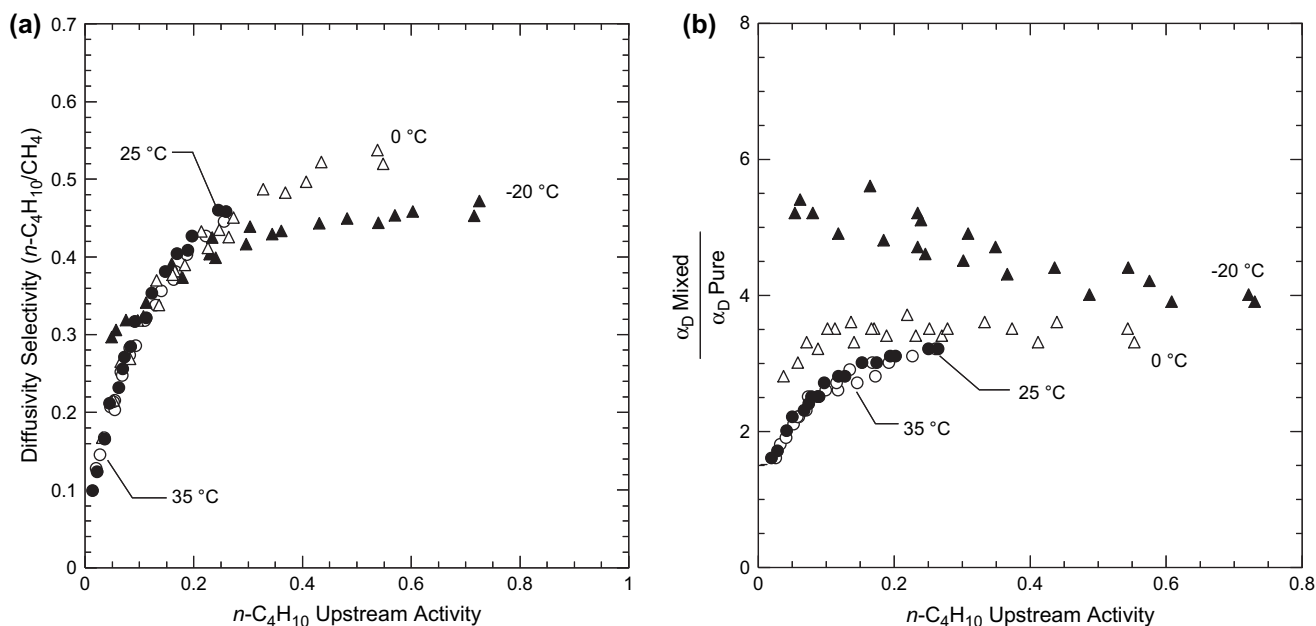 (a)
0.7
0.6
0.5
0.4
0.3
0.2
0.1
0
Diffusivity Selectivity (n-C4H10/CH4)
25 °C
0 °C
-20 °C
35 °C
0 0.2 0.4 0.6 0.8 1
n-C4H10 Upstream Activity
(b)
8
6
4
2
0
αD Mixed
αD Pure
-20 °C
0 °C
25 °C
35 °C
0 0.2 0.4 0.6 0.8
n-C4H10 Upstream Activity